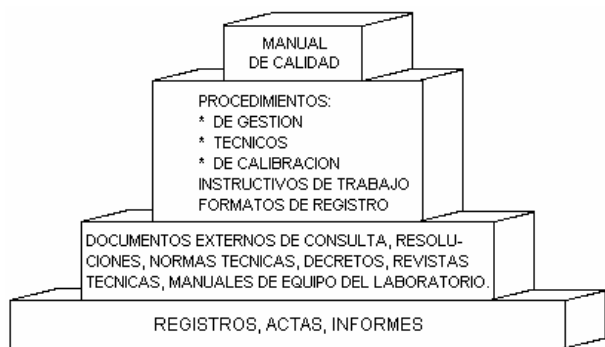 MANUAL
DE CALIDAD
PROCEDIMIENTOS:
* DE GESTION
* TECNICOS
* DE CALIBRACION
INSTRUCTIVOS DE TRABAJO
FORMATOS DE REGISTRO
DOCUMENTOS EXTERNOS DE CONSULTA, RESOLU-
CIONES, NORMAS TECNICAS, DECRETOS, REVISTAS
TECNICAS, MANUALES DE EQUIPO DEL LABORATORIO.
REGISTROS, ACTAS, INFORMES